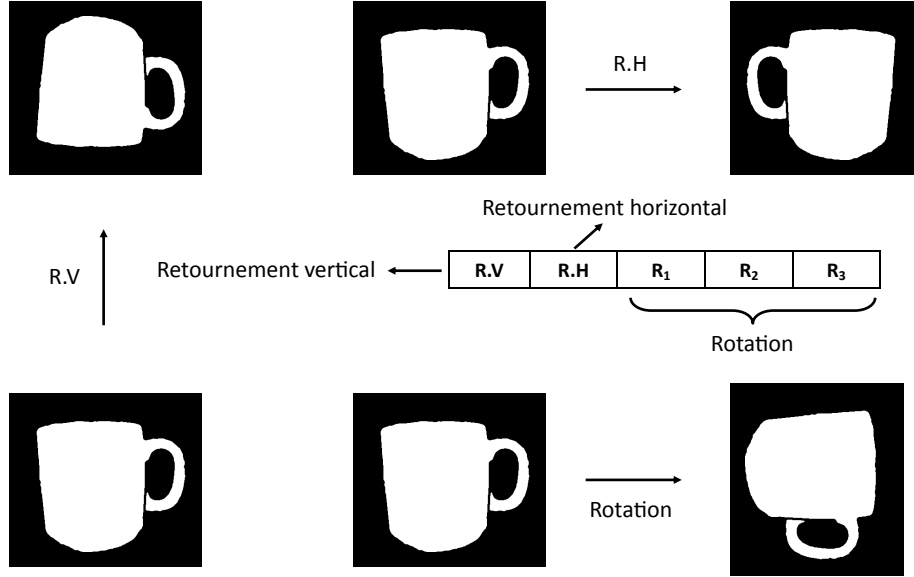 R.H
Retournement horizontal
R.V
Retournement vertical
R.V R.H R₁ R₂ R₃
Rotation
Rotation